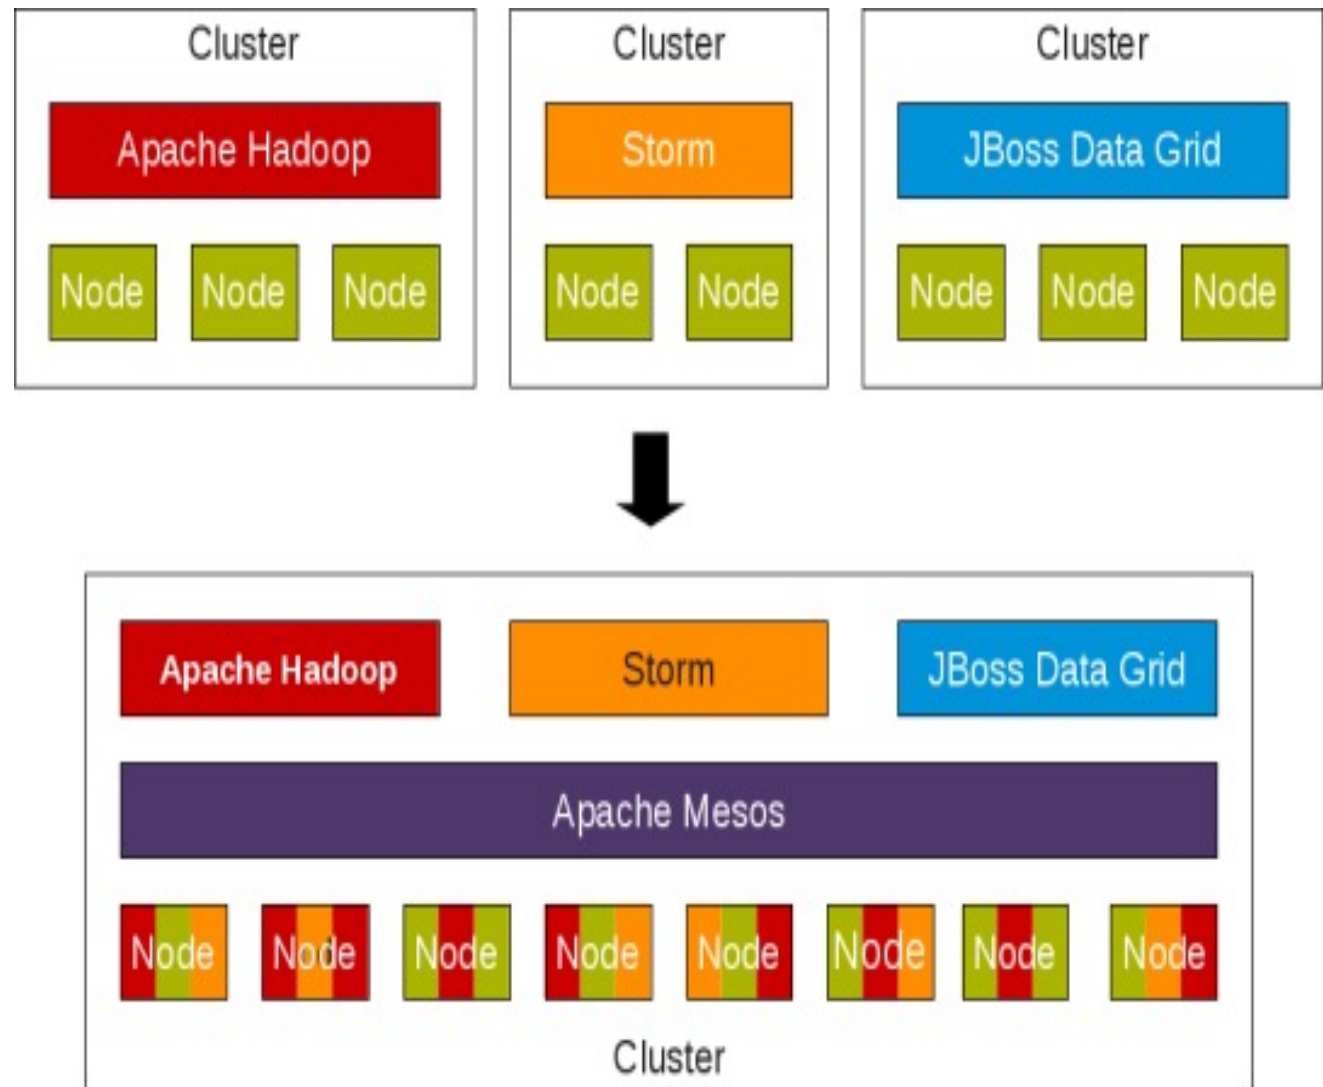 Cluster Cluster Cluster
Apache Hadoop Storm JBoss Data Grid
Node Node Node Node Node Node Node Node
Apache Hadoop Storm JBoss Data Grid
Apache Mesos
Node Node Node Node Node Node Node Node
Cluster